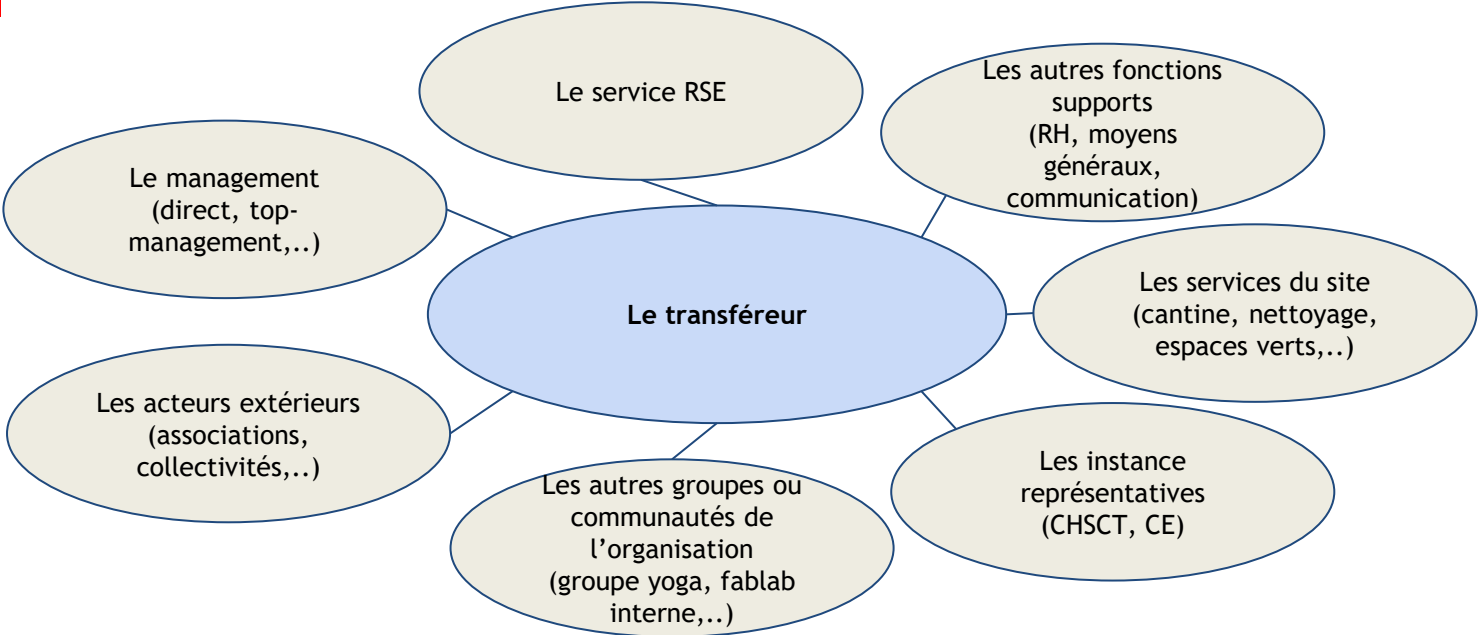 Le service RSE
Les autres fonctions
supports
(RH, moyens
généraux,
communication)
Le management
(direct, top-
management,..)
Les services du site
(cantine, nettoyage,
espaces verts,..)
Le transféreur
Les acteurs extérieurs
(associations,
collectivités,..)
Les instance
représentatives
(CHSCT, CE)
Les autres groupes ou
communautés de
l’organisation
(groupe yoga, fablab
interne,..)